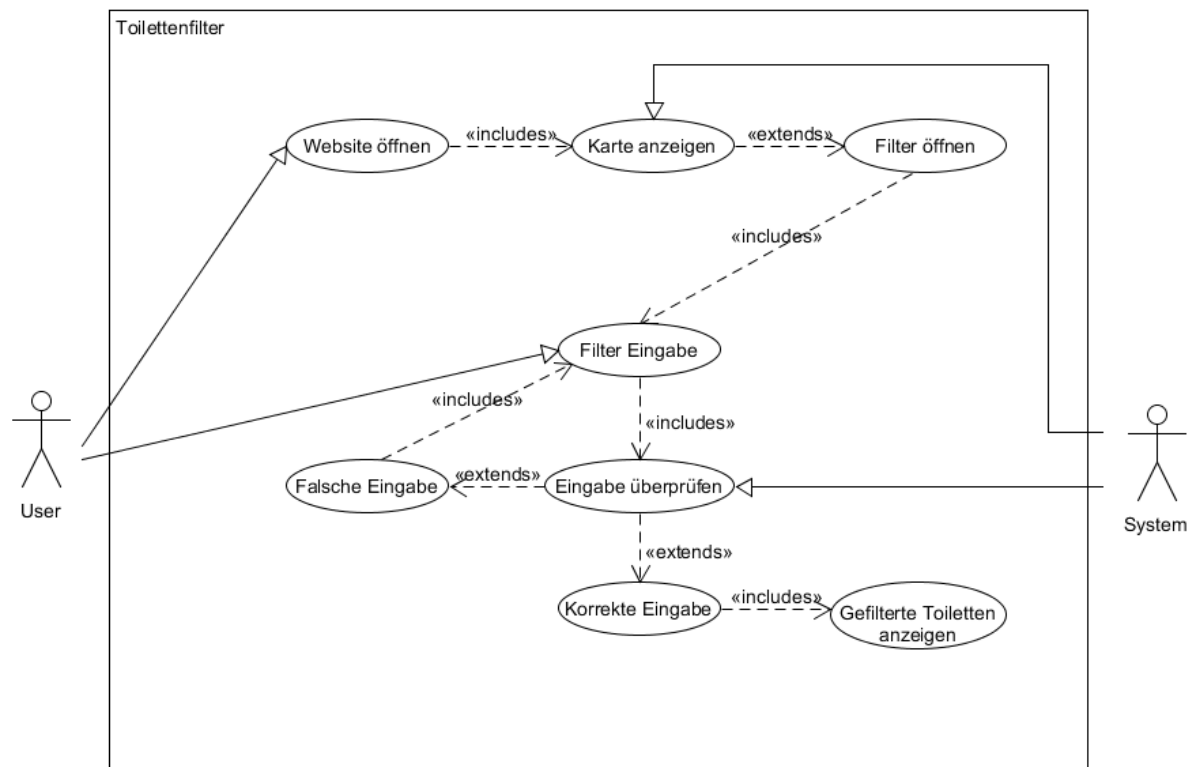 Toilettenfilter
Website öffnen
«includes»
Karte anzeigen
«extends»
Filter öffnen
«includes»
Filter Eingabe
«includes»
«includes»
Falsche Eingabe
«extends»
Eingabe überprüfen
User
System
«extends»
Korrekte Eingabe
«includes»
Gefilterte Toiletten
anzeigen